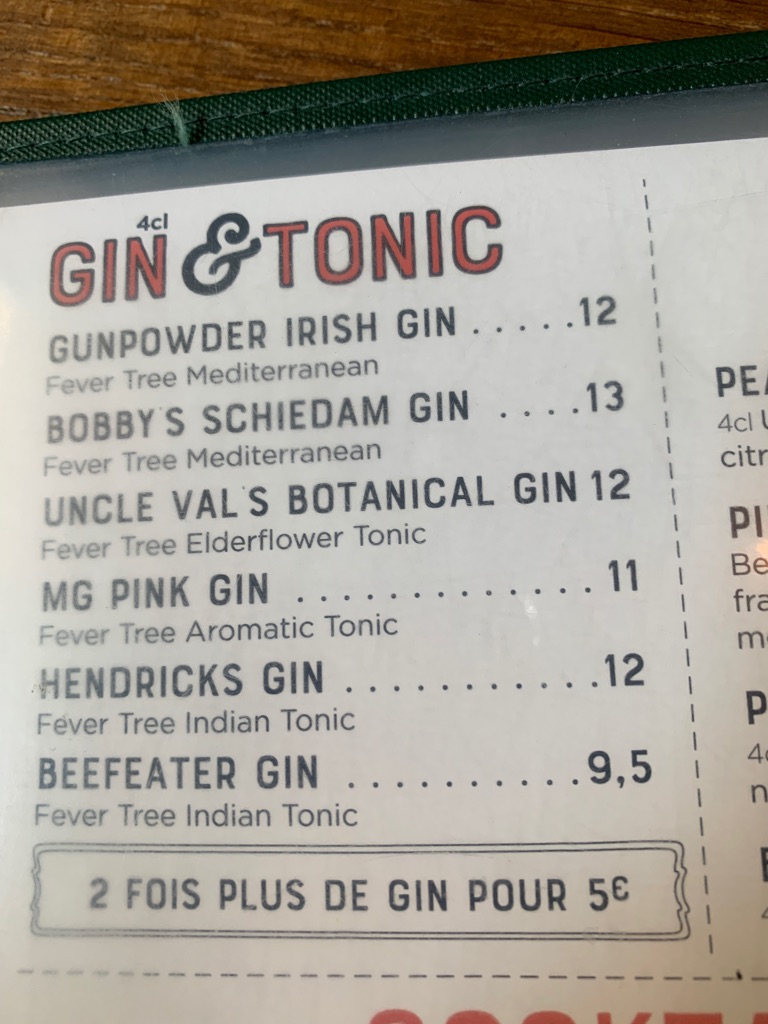 4cl
GIN & TONIC
GUNPOWDER IRISH GIN .....12
Fever Tree Mediterranean
BOBBY'S SCHIEDAM GIN ....13
Fever Tree Mediterranean
UNCLE VAL'S BOTANICAL GIN 12
Fever Tree Elderflower Tonic
MG PINK GIN ............. 11
Fever Tree Aromatic Tonic
HENDRICKS GIN ...........12
Fever Tree Indian Tonic
BEEFEATER GIN ..........9,5
Fever Tree Indian Tonic
2 FOIS PLUS DE GIN POUR 5€
4cl